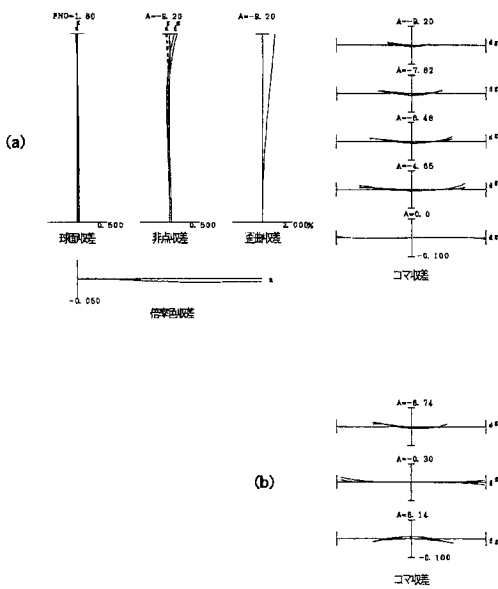 FNO=1.80
A=-9.20
A=-9.20
0.500
球面収差
0.500
非点収差
2.000%
歪曲収差
-0.050
倍率色収差
(a)
A=-9.20
A=-7.82
A=-6.48
A=-4.65
A=0.0
-0.100
コマ収差
(b)
A=-6.74
A=-0.30
A=6.14
-0.100
コマ収差